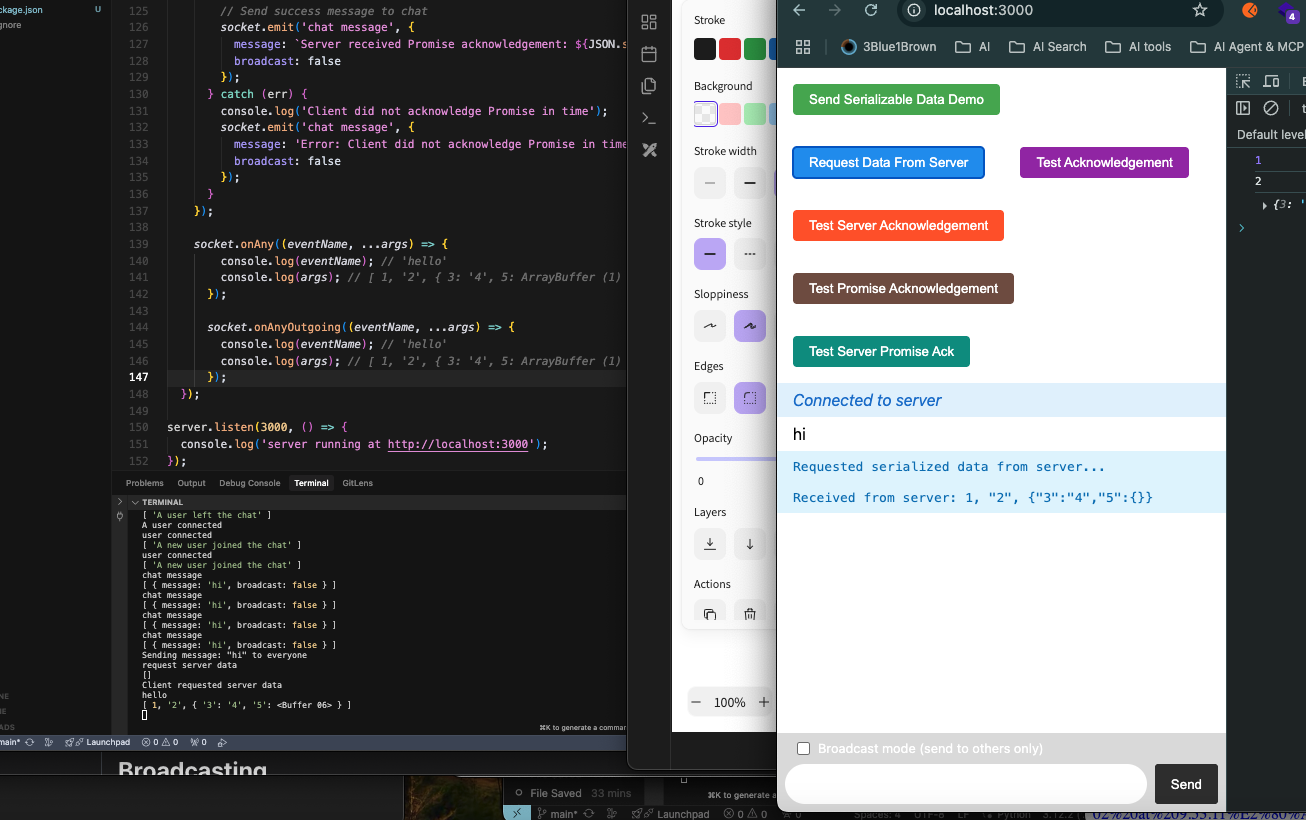 ckage.json U
gnore
125 // Send success message to chat
126 socket.emit('chat message', {
127 message: `Server received Promise acknowledgement: ${JSON.s
128 broadcast: false
129 });
130 } catch (err) {
131 console.log('Client did not acknowledge Promise in time');
132 socket.emit('chat message', {
133 message: 'Error: Client did not acknowledge Promise in time
134 broadcast: false
135 });
136 }
137 });
138
139 socket.onAny((eventName, ...args) => {
140 console.log(eventName); // 'hello'
141 console.log(args); // [ 1, '2', { 3: '4', 5: ArrayBuffer (1)
142 });
143
144 socket.onAnyOutgoing((eventName, ...args) => {
145 console.log(eventName); // 'hello'
146 console.log(args); // [ 1, '2', { 3: '4', 5: ArrayBuffer (1)
147 });
148 });
149
150 server.listen(3000, () => {
151 console.log('server running at http://localhost:3000');
152 });
Problems Output Debug Console Terminal GitLens
TERMINAL
[ 'A user left the chat' ]
A user connected
user connected
[ 'A new user joined the chat' ]
user connected
[ 'A new user joined the chat' ]
chat message
[ { message: 'hi', broadcast: false } ]
chat message
[ { message: 'hi', broadcast: false } ]
chat message
[ { message: 'hi', broadcast: false } ]
chat message
[ { message: 'hi', broadcast: false } ]
Sending message: "hi" to everyone
request server data
[]
Client requested server data
hello
[ 1, '2', { '3': '4', '5': <Buffer 06> } ]
⌘K to generate a comman
NE
NE
ADS
main* Launchpad 0 0 0
Broadcasting
File Saved 33 mins
⌘K to generate a
main* Launchpad 0 0 0
Stroke
Background
Stroke width
Stroke style
Sloppiness
Edges
Opacity
0
Layers
Actions
100%
localhost:3000
4
3Blue1Brown AI AI Search AI tools AI Agent & MCP
Send Serializable Data Demo
Request Data From Server Test Acknowledgement
Test Server Acknowledgement
Test Promise Acknowledgement
Test Server Promise Ack
Connected to server
hi
Requested serialized data from server...
Received from server: 1, "2", {"3":"4","5":{}}
Broadcast mode (send to others only)
Send
Default level
1
2
{3: '
Spaces: 4 UTF-8 LF Python 3.12.2